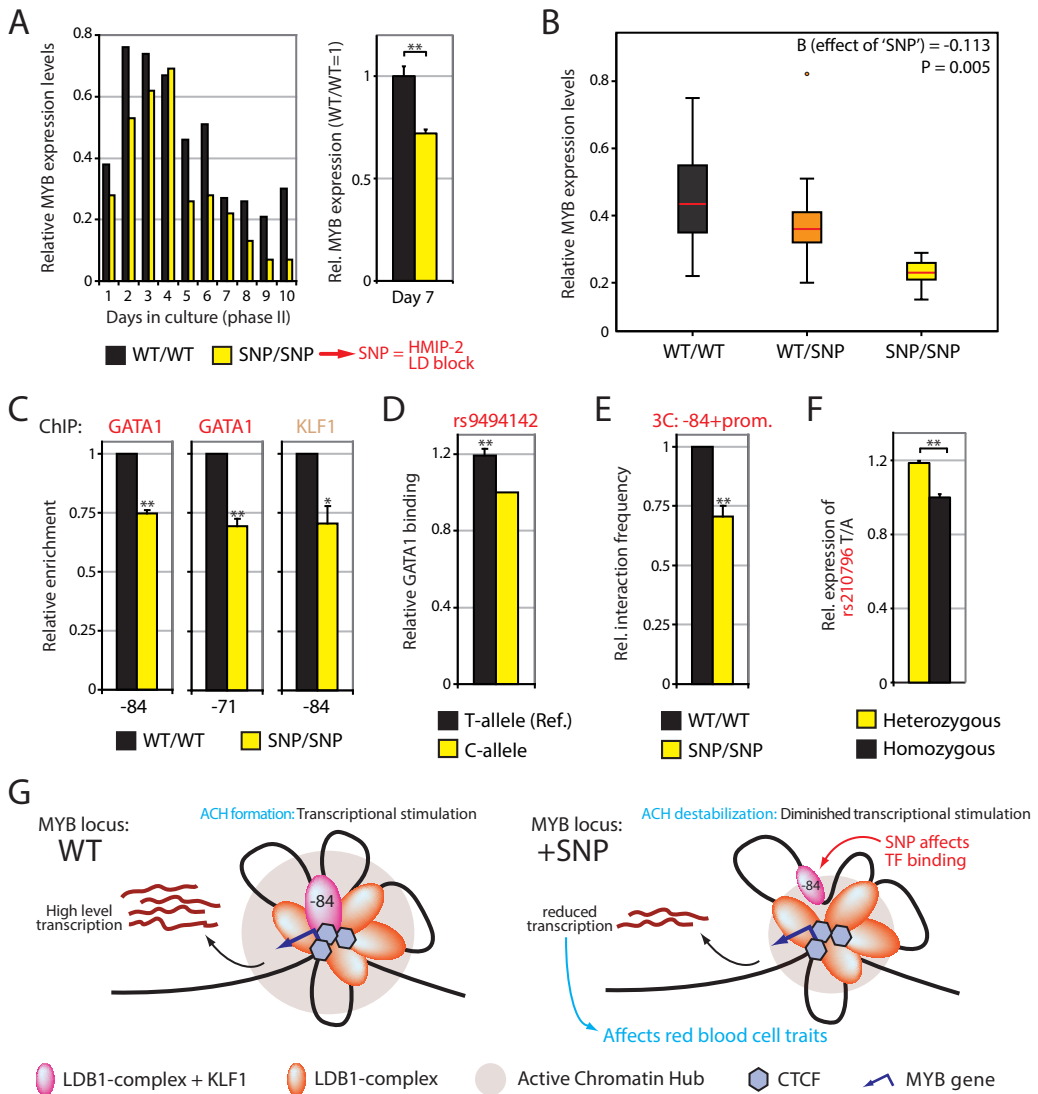 A
Relative MYB expression levels
0.8
0.6
0.4
0.2
0
1 2 3 4 5 6 7 8 9 10
Days in culture (phase II)
Rel. MYB expression (WT/WT=1)
1
0.5
0
**
Day 7
WT/WT
SNP/SNP
SNP = HMIP-2
LD block
B
Relative MYB expression levels
0.8
0.6
0.4
0.2
0
B (effect of 'SNP') = -0.113
P = 0.005
WT/WT WT/SNP SNP/SNP
C
ChIP: GATA1 GATA1 KLF1
Relative enrichment
1
0.75
0.5
0.25
0
** ** *
-84 -71 -84
WT/WT SNP/SNP
D
rs9494142
Relative GATA1 binding
1.2
0.8
0.4
0
**
T-allele (Ref.)
C-allele
E
3C: -84+prom.
Rel. interaction frequency
1
0.75
0.5
0.25
0
**
WT/WT
SNP/SNP
F
Rel. expression of
rs210796 T/A
1.2
0.8
0.4
0
**
Heterozygous
Homozygous
G
MYB locus:
WT
ACH formation: Transcriptional stimulation
High level
transcription
-84
MYB locus:
+SNP
ACH destabilization: Diminished transcriptional stimulation
SNP affects
TF binding
-84
reduced
transcription
Affects red blood cell traits
LDB1-complex + KLF1
LDB1-complex
Active Chromatin Hub
CTCF
MYB gene